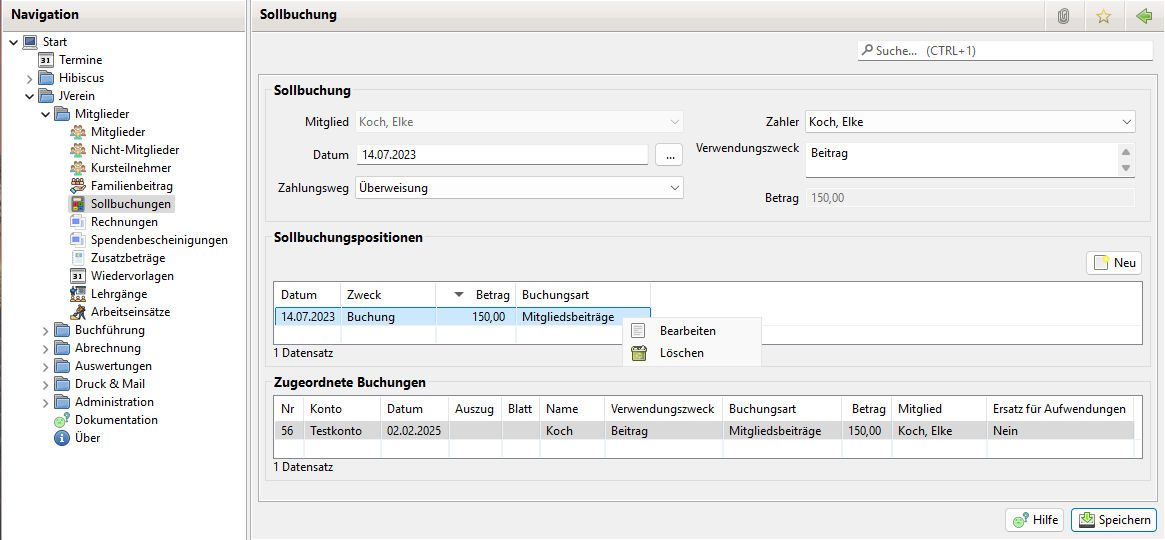 Navigation
Start
31 Termine
Hibiscus
JVerein
Mitglieder
Mitglieder
Nicht-Mitglieder
Kursteilnehmer
Familienbeitrag
Sollbuchungen
Rechnungen
Spendenbescheinigungen
Zusatzbeträge
31 Wiedervorlagen
Lehrgänge
Arbeitseinsätze
Buchführung
Abrechnung
Auswertungen
Druck & Mail
Administration
Dokumentation
Über
Sollbuchung
Suche... (CTRL+1)
Sollbuchung
Mitglied Koch, Elke Zahler Koch, Elke
Datum 14.07.2023 ... Verwendungszweck Beitrag
Zahlungsweg Überweisung Betrag 150,00
Sollbuchungspositionen
Neu
Datum Zweck Betrag Buchungsart
14.07.2023 Buchung 150,00 Mitgliedsbeiträge
Bearbeiten
Löschen
1 Datensatz
Zugeordnete Buchungen
Nr Konto Datum Auszug Blatt Name Verwendungszweck Buchungsart Betrag Mitglied Ersatz für Aufwendungen
56 Testkonto 02.02.2025 Koch Beitrag Mitgliedsbeiträge 150,00 Koch, Elke Nein
1 Datensatz
Hilfe Speichern